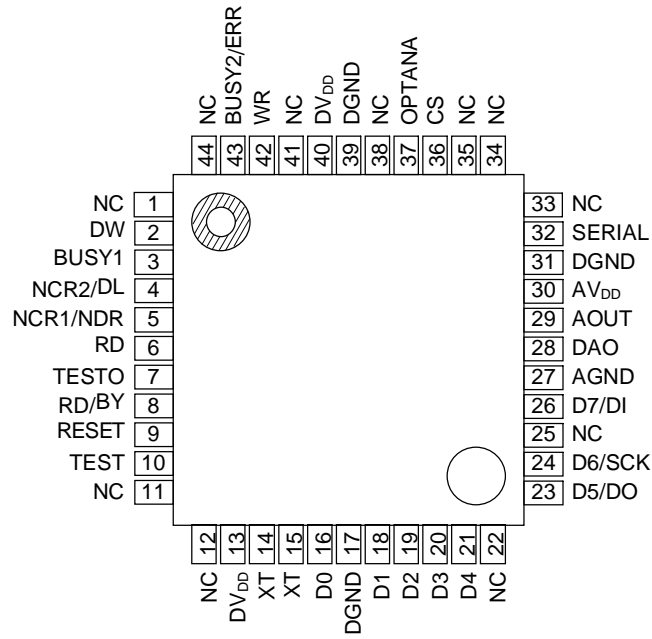 NC
BUSY2/ERR
WR
NC
DVDD
DGND
NC
OPTANA
CS
NC
NC
44
43
42
41
40
39
38
37
36
35
34
NC 1
DW 2
BUSY1 3
NCR2/DL 4
NCR1/NDR 5
RD 6
TESTO 7
RD/BY 8
RESET 9
TEST 10
NC 11
33 NC
32 SERIAL
31 DGND
30 AVDD
29 AOUT
28 DAO
27 AGND
26 D7/DI
25 NC
24 D6/SCK
23 D5/DO
12
13
14
15
16
17
18
19
20
21
22
NC
DVDD
XT
XT
D0
DGND
D1
D2
D3
D4
NC